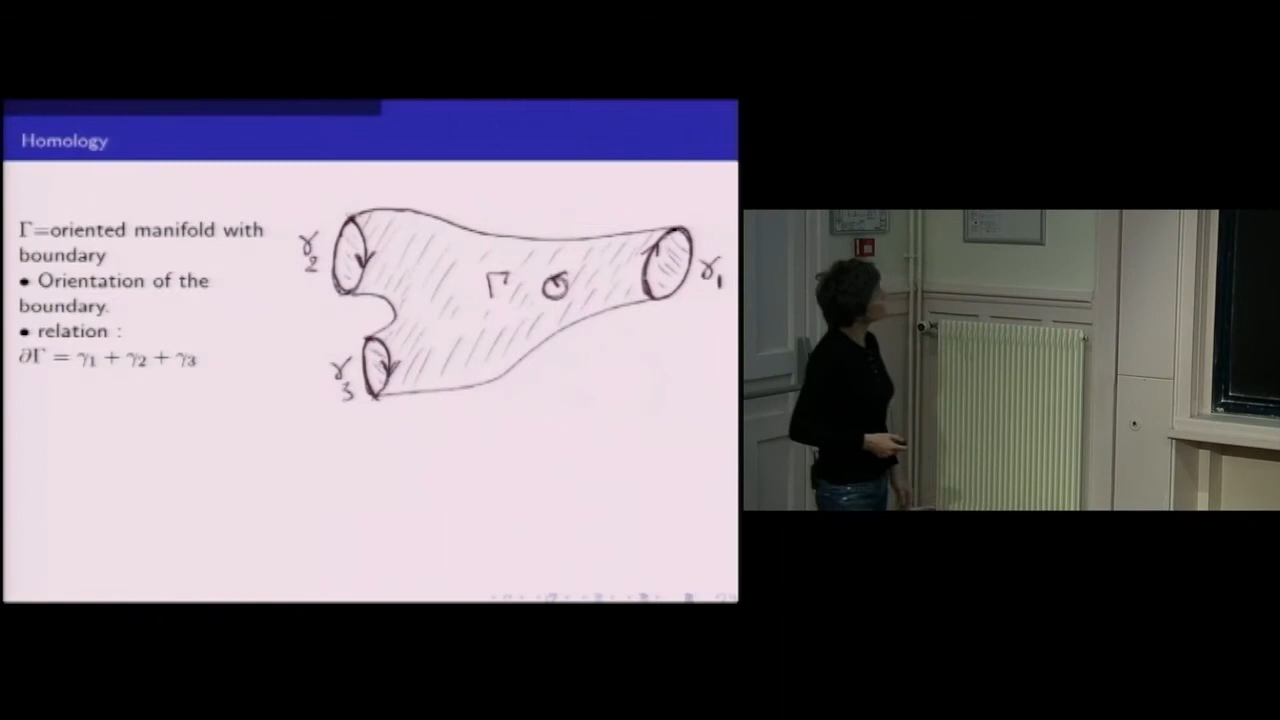 Homology
Γ=oriented manifold with
boundary
• Orientation of the
boundary.
• relation :
∂Γ = γ₁ + γ₂ + γ₃
γ₂
Γ
γ₁
γ₃